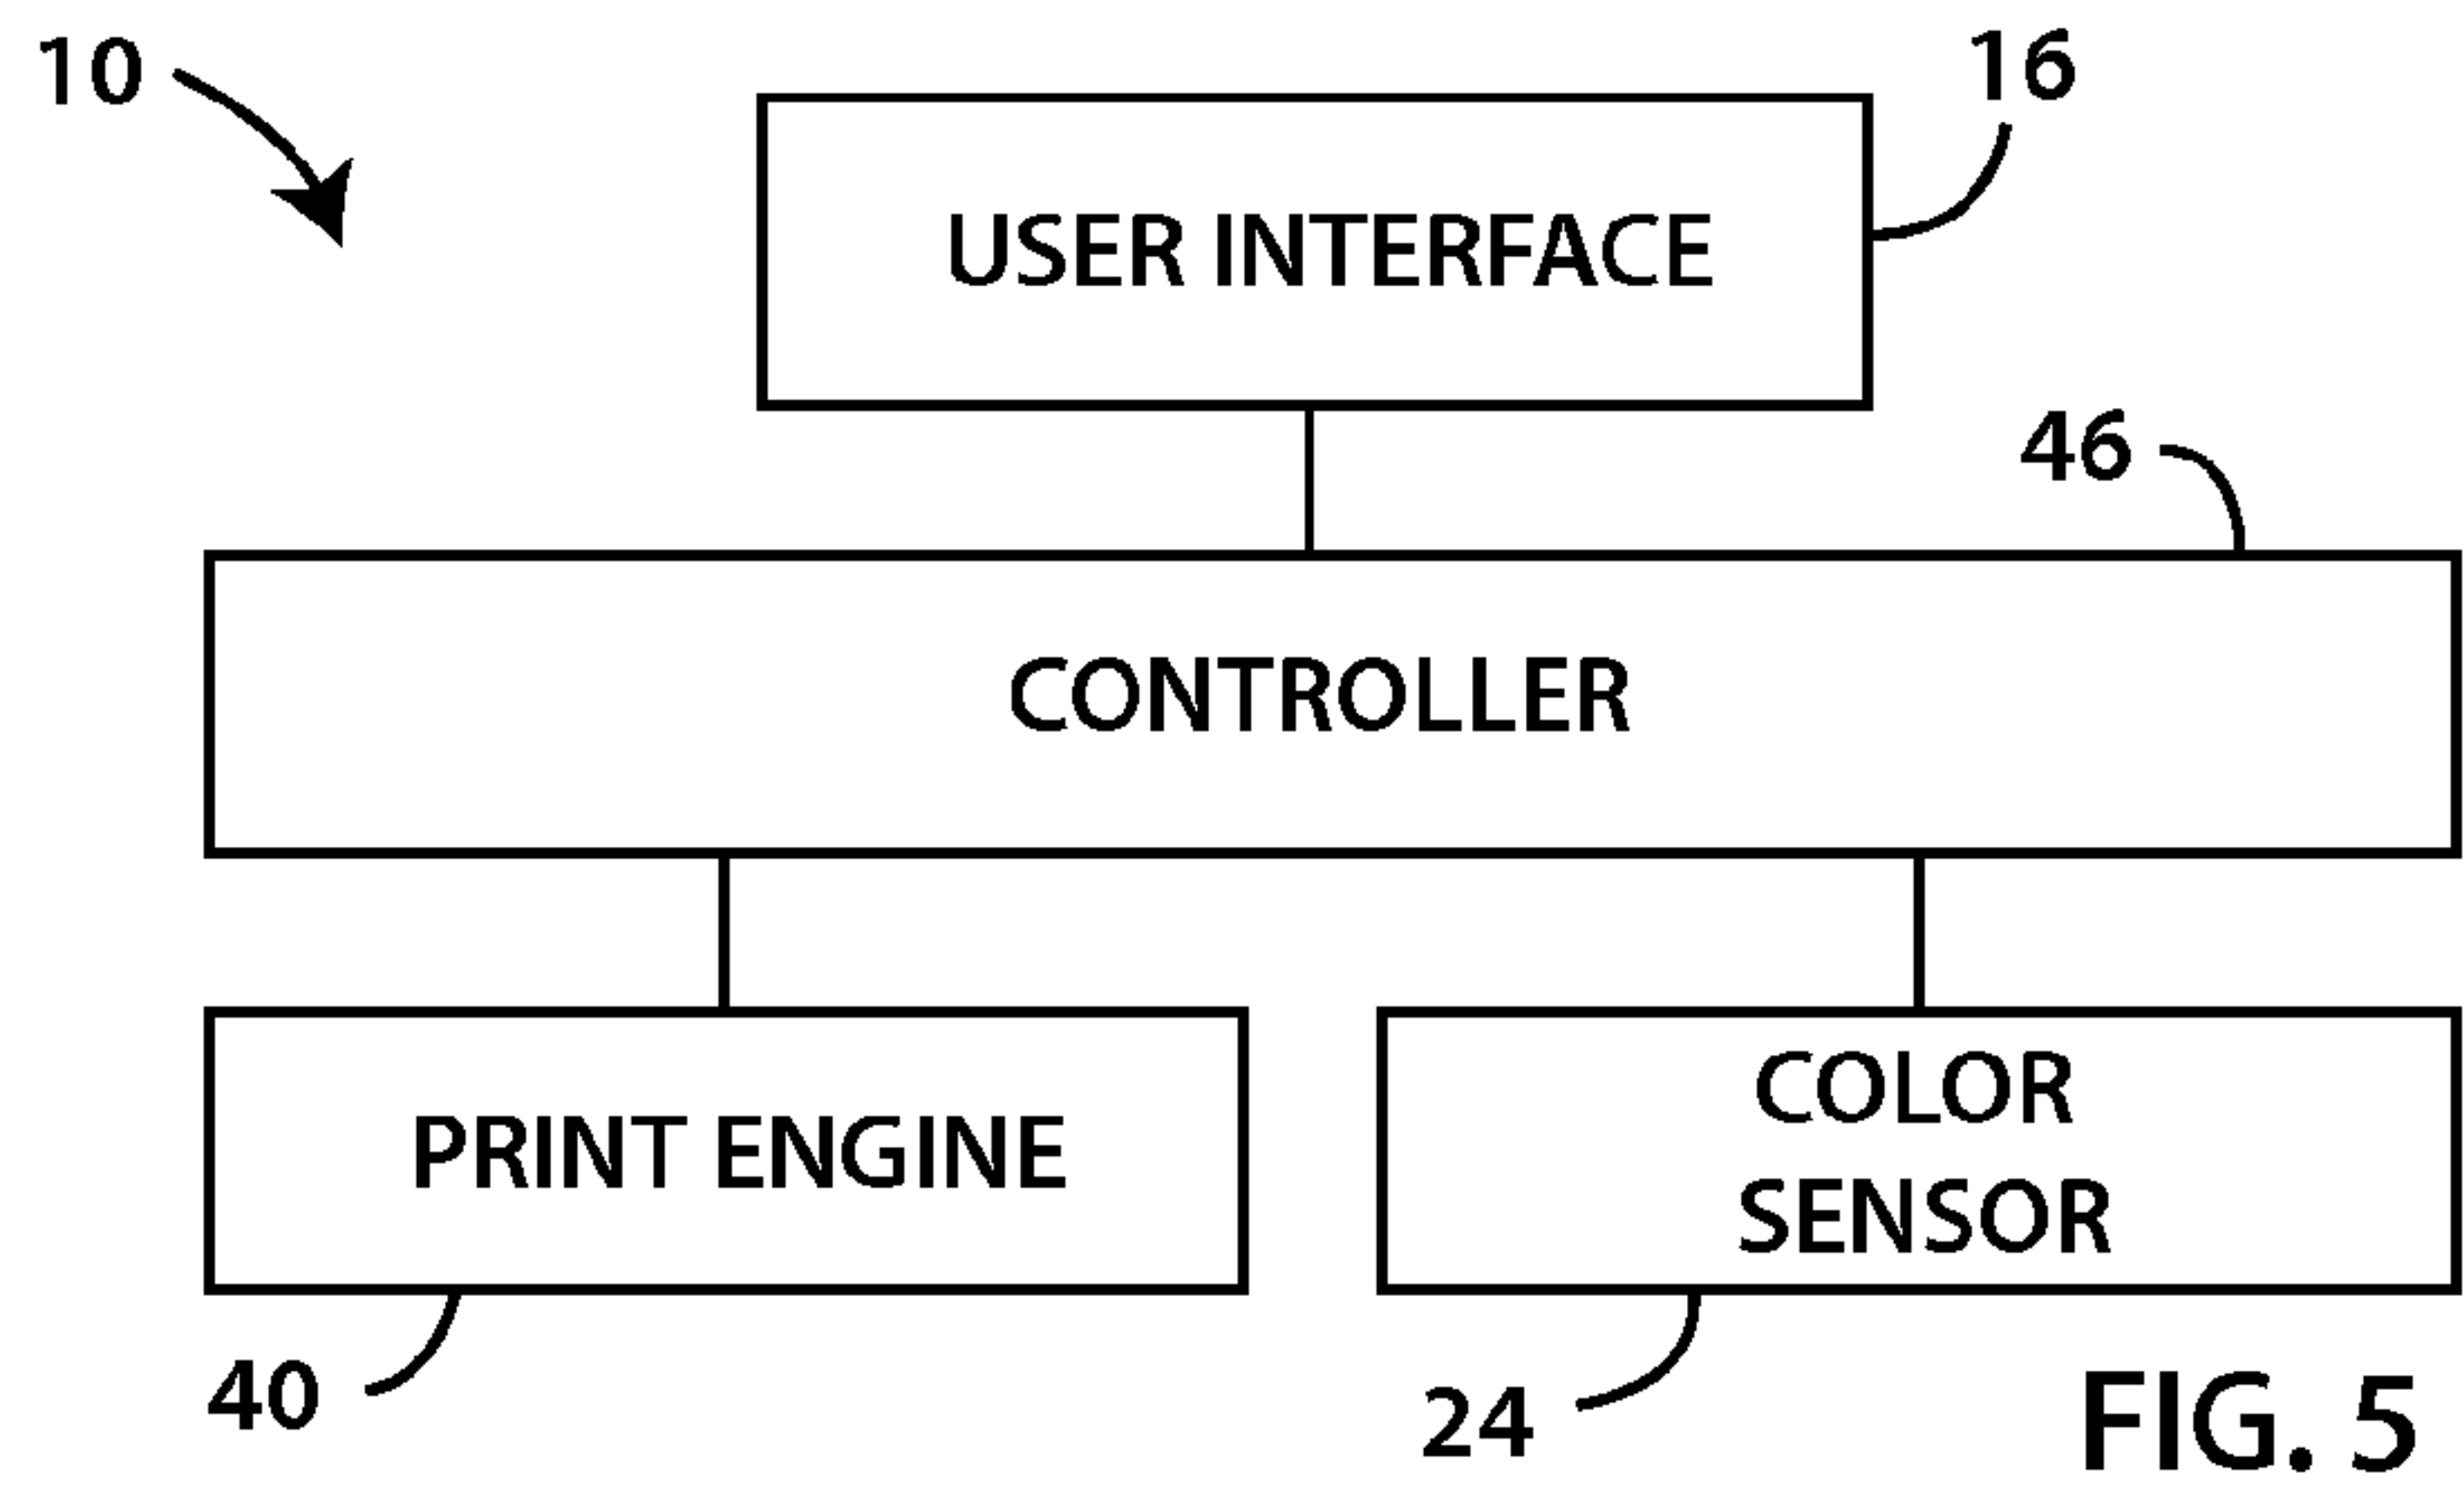 10
16
USER INTERFACE
46
CONTROLLER
PRINT ENGINE
COLOR
SENSOR
40
24
FIG. 5